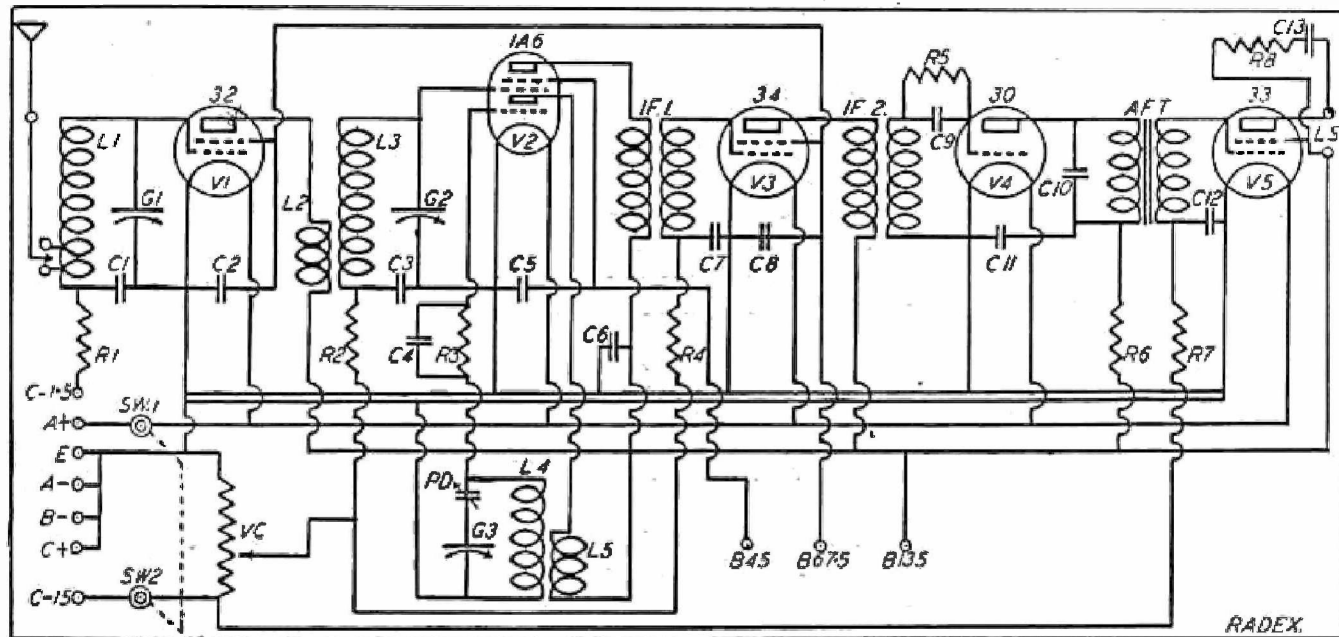 32
1A6
34
30
33
L1
G1
V1
L2
L3
G2
V2
IF.1.
V3
IF 2.
R5
C9
V4
C10
A.F.T
C12
V5
C13
R8
LS
C1
C2
C3
C4
C5
C6
C7
C8
C11
R1
R2
R3
R4
R6
R7
C-1·5
A+
SW.1
E
A-
B-
C+
VC
C-15
SW2
PD
G3
L4
L5
B45
B67·5
B135
RADEX.